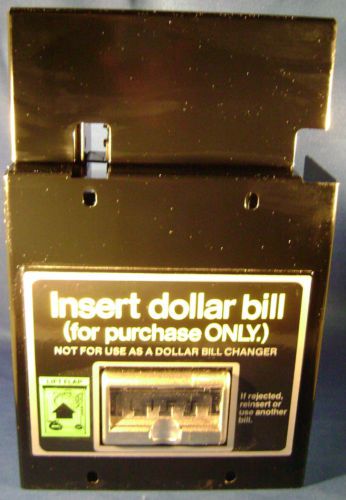 Insert dollar bill
(for purchase ONLY.)
NOT FOR USE AS A DOLLAR BILL CHANGER
LIFT FLAP
If rejected,
reinsert or
use another
bill.